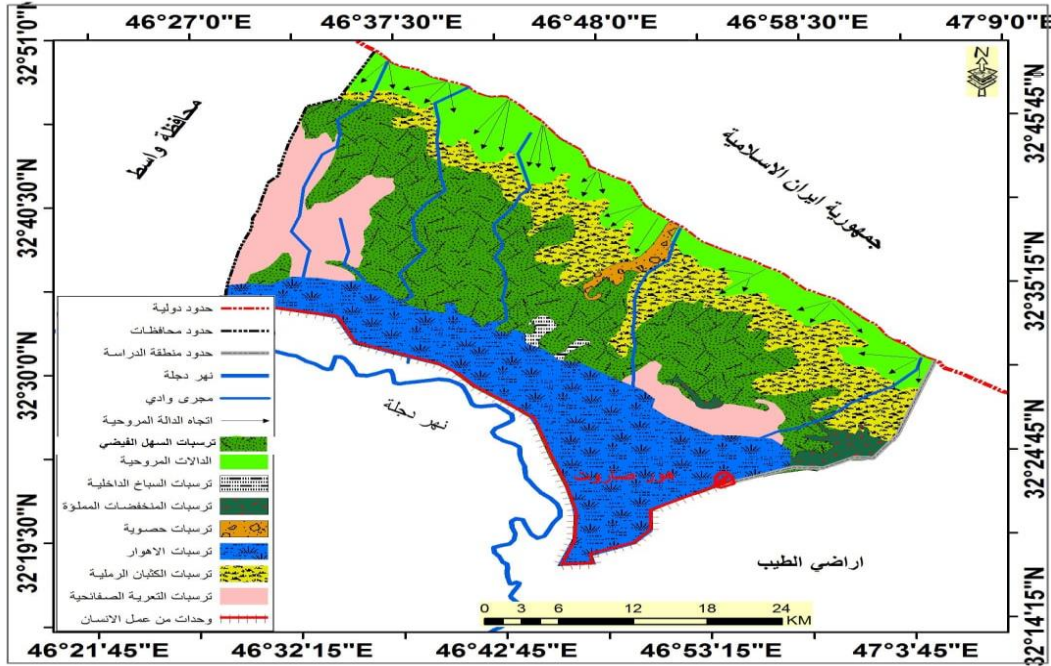 46°27'0"E 46°37'30"E 46°48'0"E 46°58'30"E 47°9'0"E
32°51'0"N
32°40'30"N
32°30'0"N
32°19'30"N
32°45'45"N
32°35'15"N
32°24'45"N
32°14'15"N
N
محافظة واسط
جمهورية ايران الاسلامية
حدود دولية
حدود محافظات
حدود منطقة الدراسة
نهر دجلة
مجرى وادي
اتجاه الدالة المروحية
ترسبات السهل الفيضي
الدالات المروحية
ترسبات السباخ الداخلية
ترسبات المنخفضات المملؤة
ترسبات حصوية
ترسبات الاهوار
ترسبات الكثبان الرملية
ترسبات التعرية الصفائحية
وحدات من عمل الانسان
نهر دجلة
هور
اراضي الطيب
0 3 6 12 18 24
KM
46°21'45"E 46°32'15"E 46°42'45"E 46°53'15"E 47°3'45"E